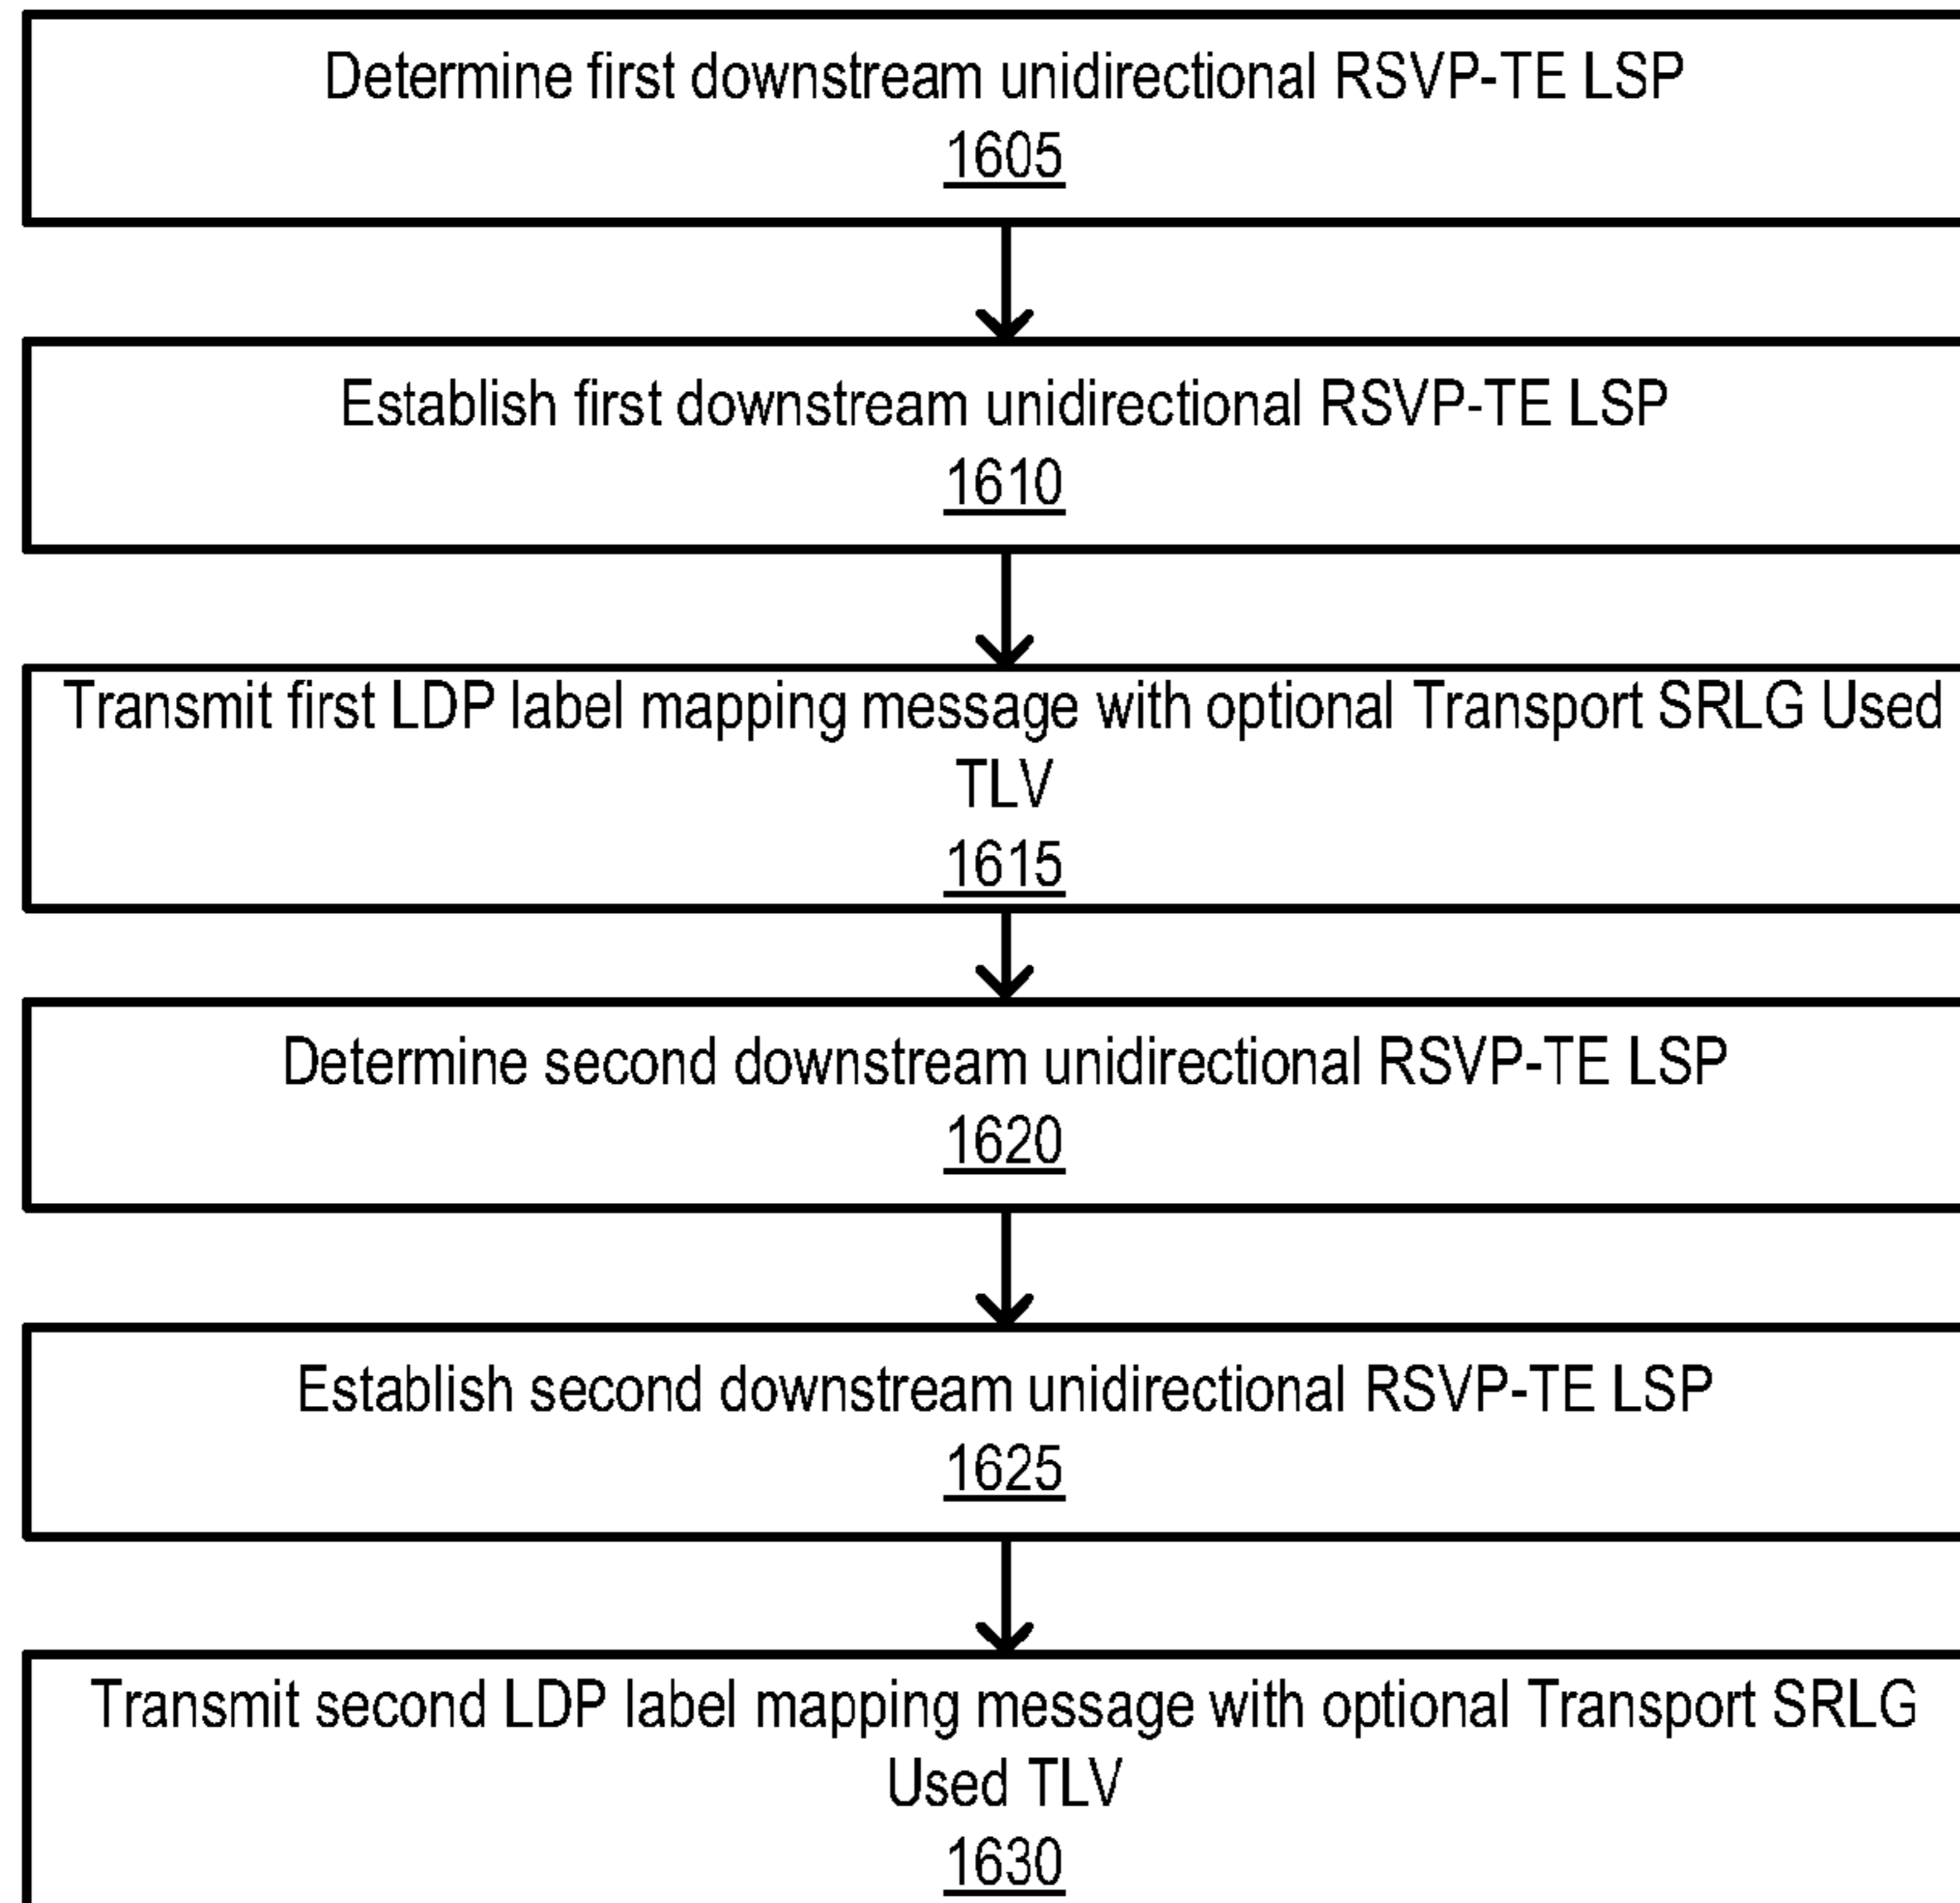 Determine first downstream unidirectional RSVP-TE LSP
1605
Establish first downstream unidirectional RSVP-TE LSP
1610
Transmit first LDP label mapping message with optional Transport SRLG Used
TLV
1615
Determine second downstream unidirectional RSVP-TE LSP
1620
Establish second downstream unidirectional RSVP-TE LSP
1625
Transmit second LDP label mapping message with optional Transport SRLG
Used TLV
1630